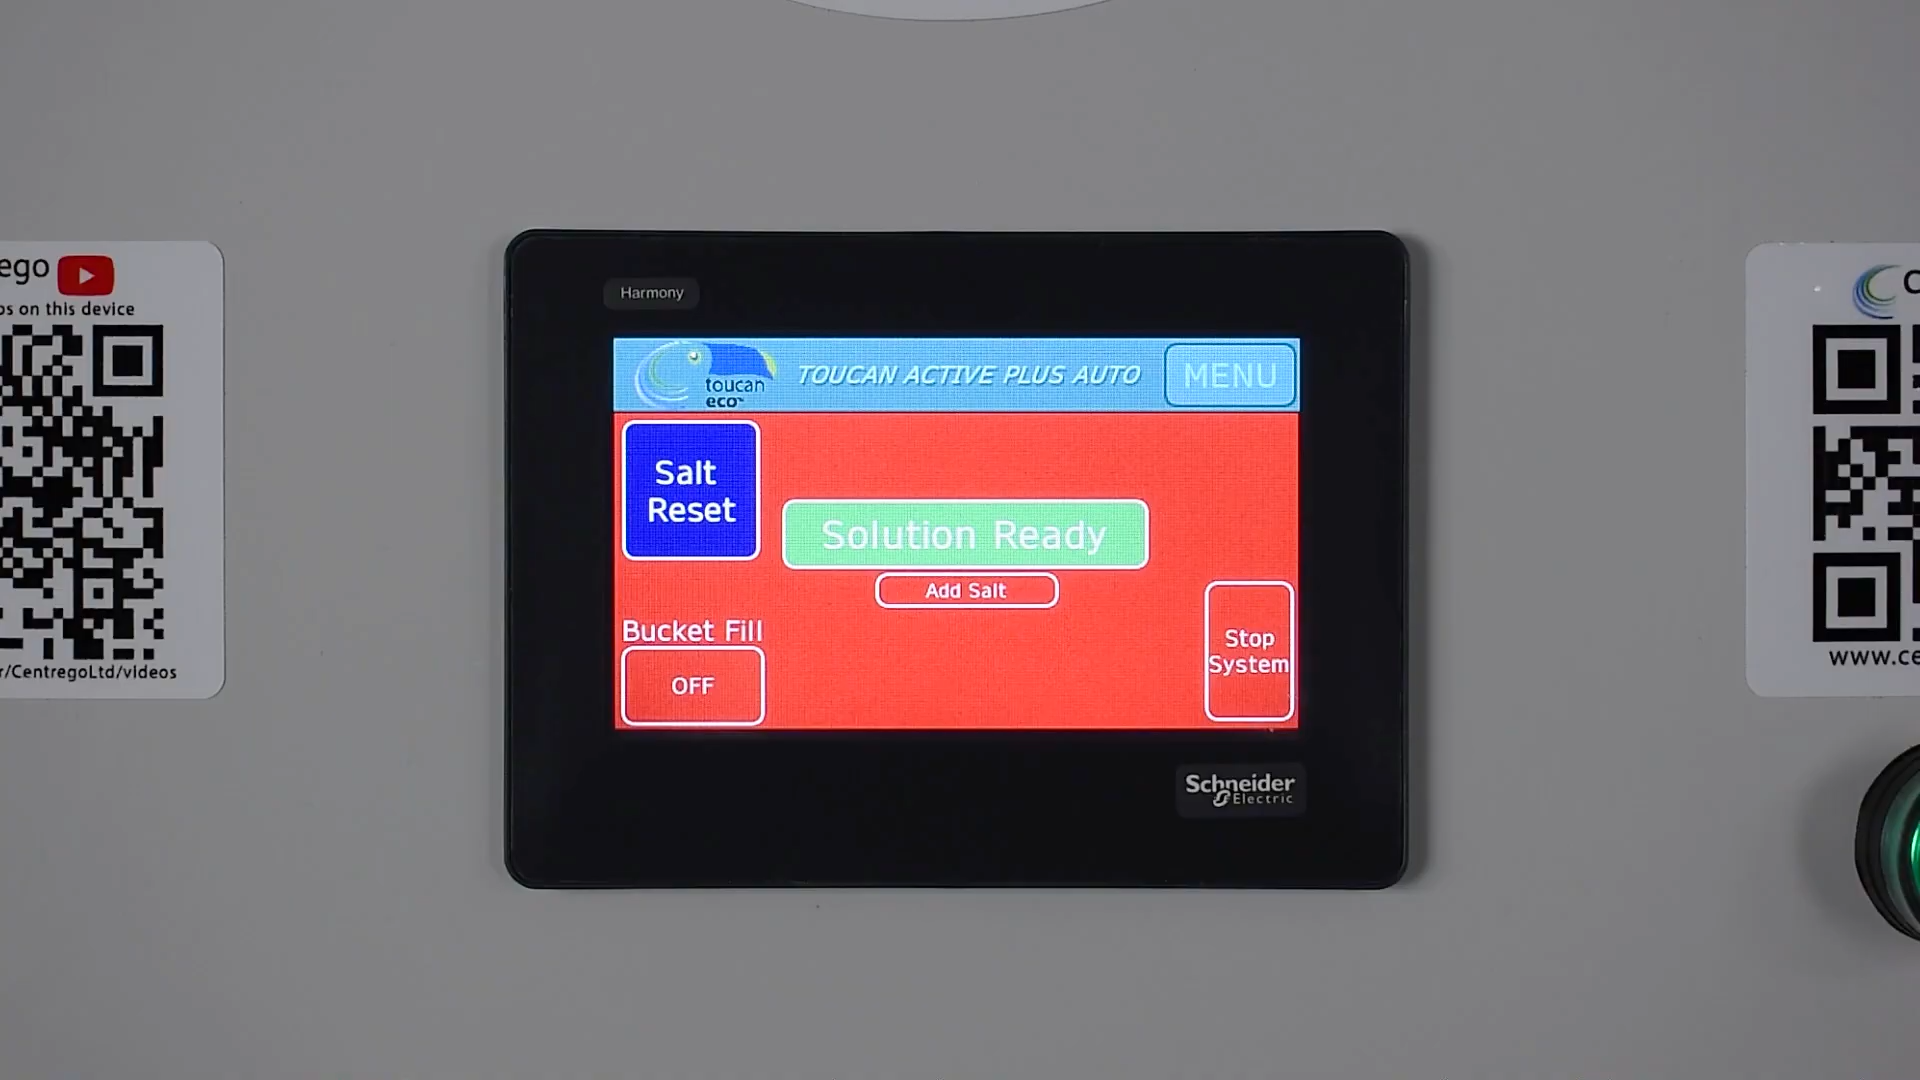 ego
os on this device
r/CentregoLtd/videos
Harmony
toucan
eco™
TOUCAN ACTIVE PLUS AUTO
MENU
Salt
Reset
Solution Ready
Add Salt
Bucket Fill
OFF
Stop
System
Schneider
Electric
www.ce